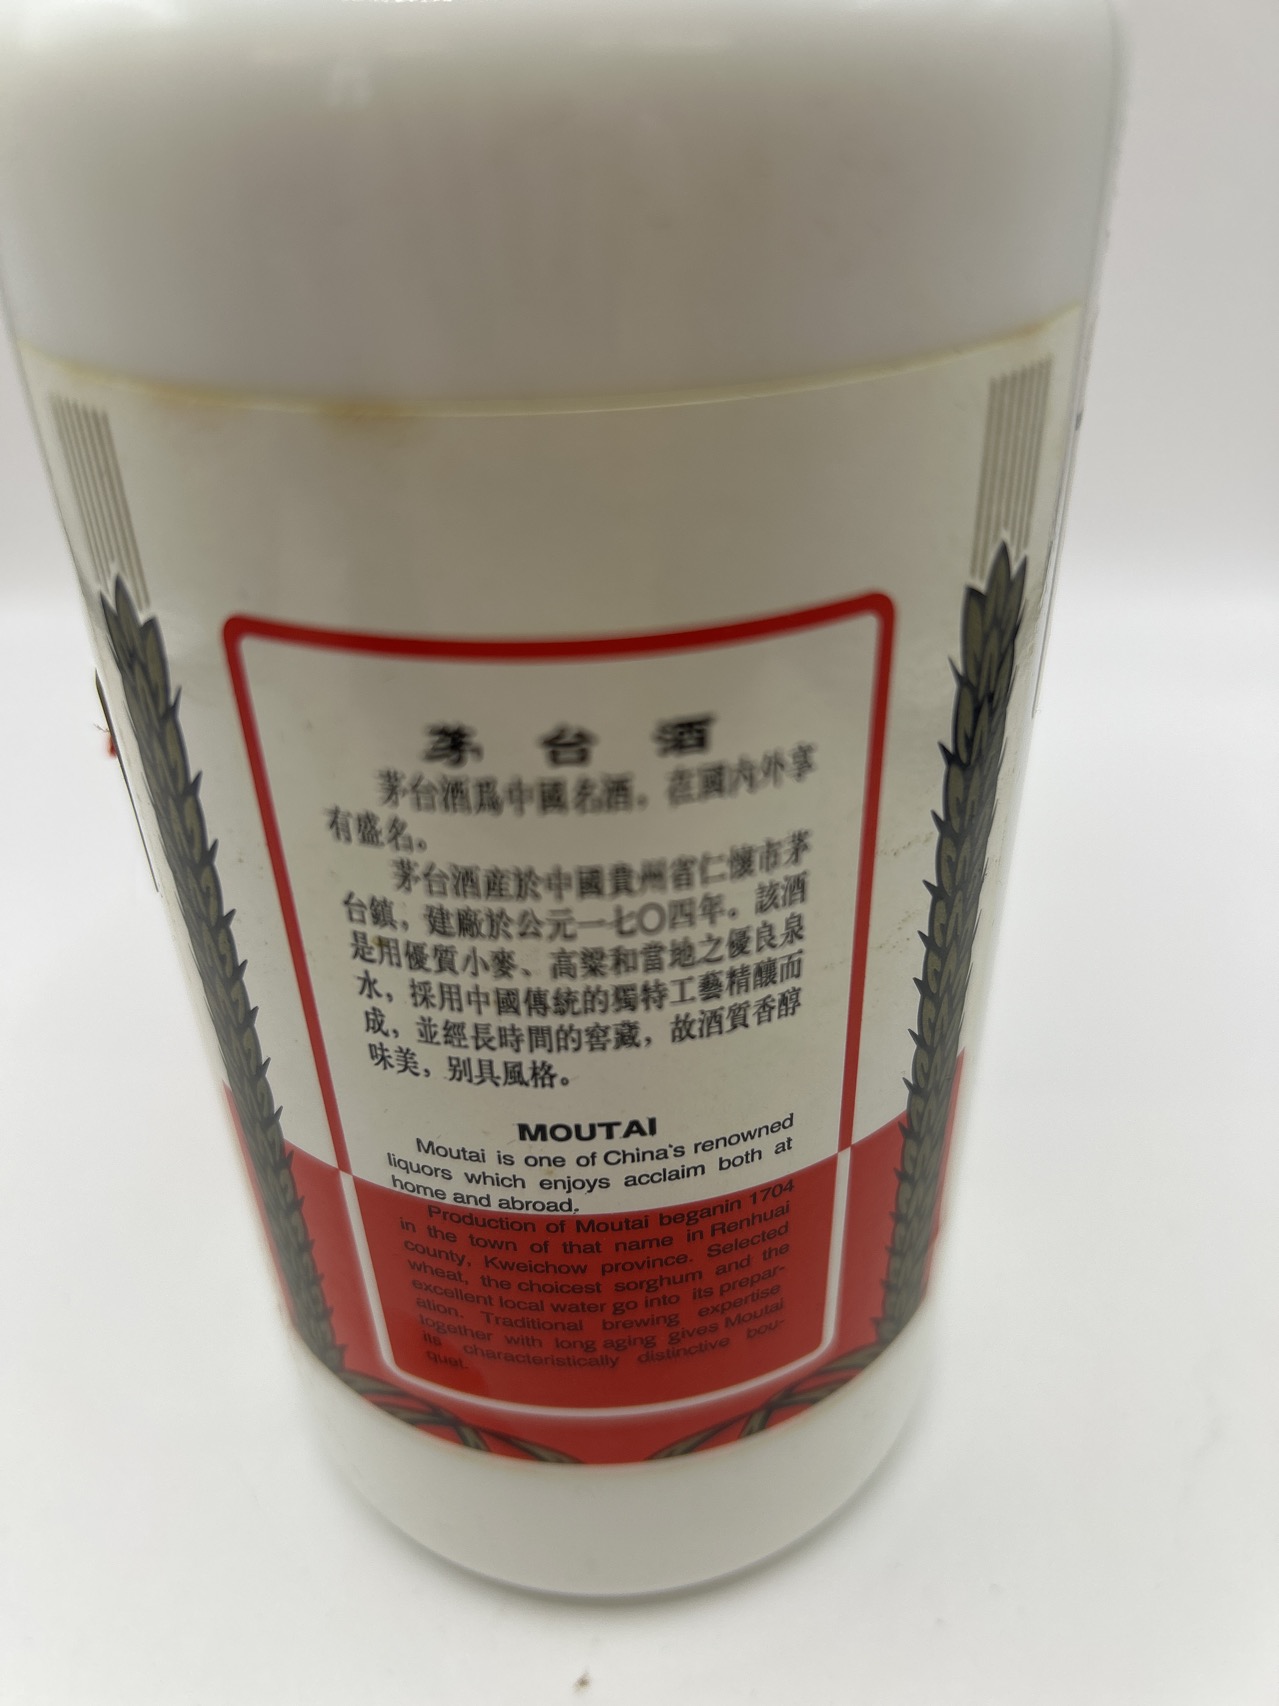 茅台酒
茅台酒爲中國名酒，在國内外享
有盛名。
茅台酒産於中國貴州省仁懷市茅
台鎮，建廠於公元一七〇四年。該酒
是用優質小麥、高粱和當地之優良泉
水，採用中國傳統的獨特工藝精釀而
成，並經長時間的窖藏，故酒質香醇
味美，别具風格。
MOUTAI
Moutai is one of China's renowned
liquors which enjoys acclaim both at
home and abroad.
Production of Moutai beganin 1704
in the town of that name in Renhuai
county, Kweichow province. Selected
wheat, the choicest sorghum and the
excellent local water go into its prepar-
ation. Traditional brewing expertise
together with long aging gives Moutai
its characteristically distinctive bou-
quet.